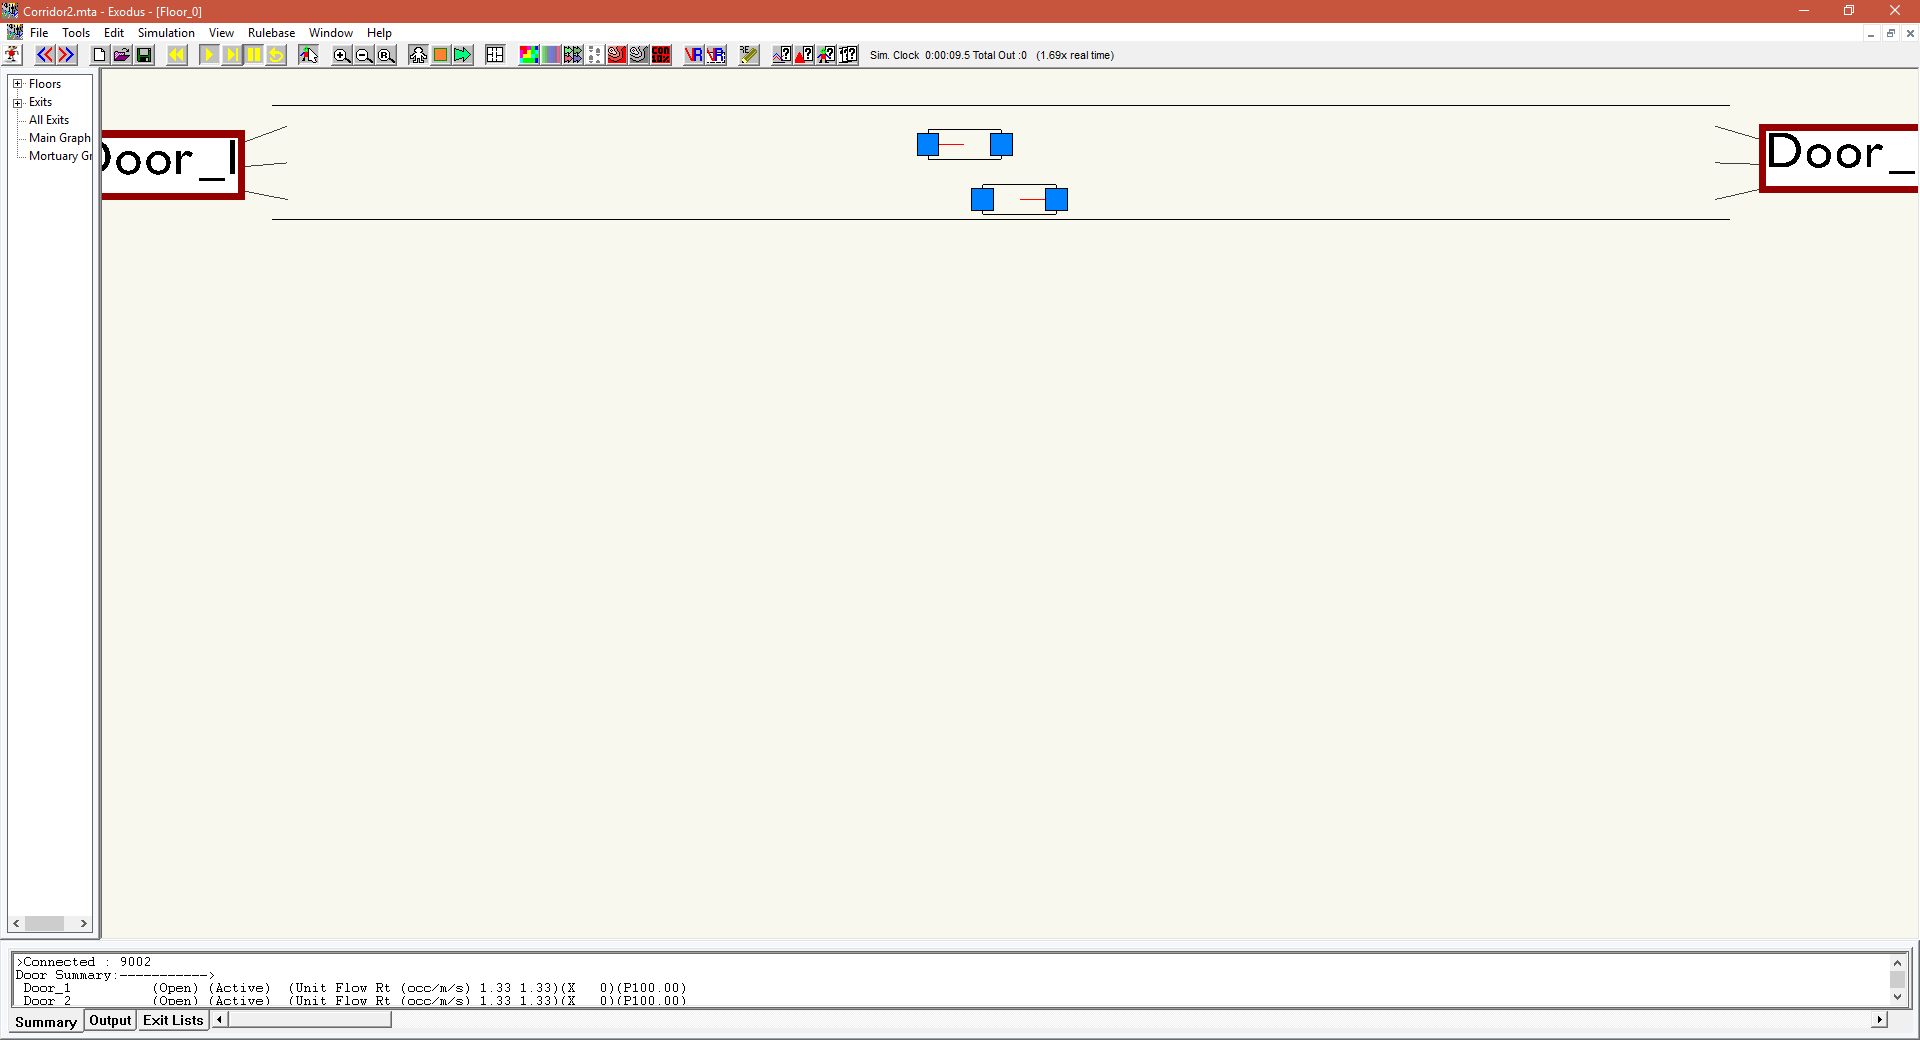 Corridor2.mta - Exodus - [Floor_0]
File Tools Edit Simulation View Rulebase Window Help
Sim. Clock 0:00:09.5 Total Out :0 (1.69x real time)
Floors
Exits
All Exits
Main Graph
Mortuary Gr
Door_
Door_
>Connected : 9002
Door Summary:----------->
Door_1 (Open) (Active) (Unit Flow Rt (occ/m/s) 1.33 1.33)(X 0)(P100.00)
Door_2 (Open) (Active) (Unit Flow Rt (occ/m/s) 1.33 1.33)(X 0)(P100.00)
Summary Output Exit Lists